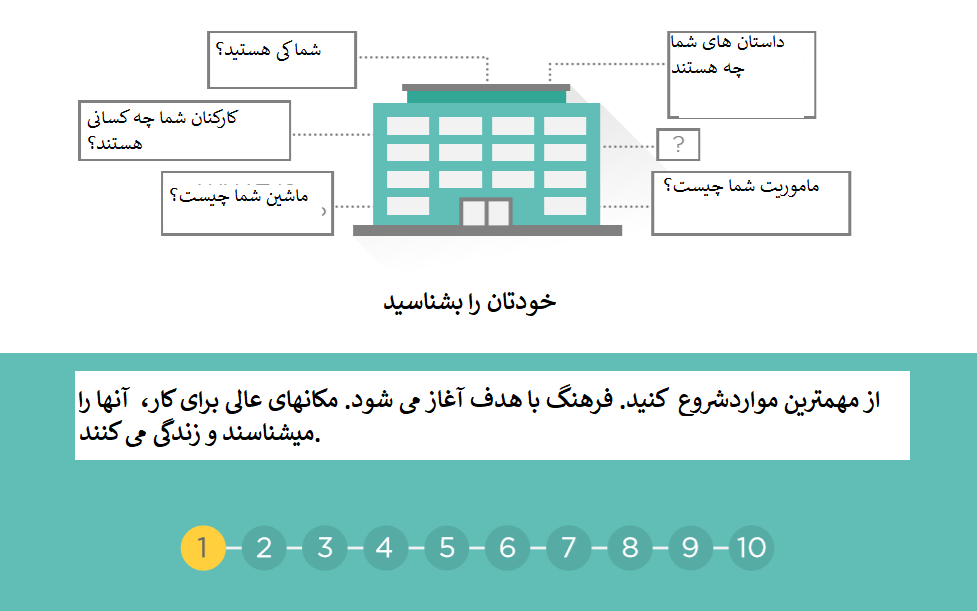 شما کی هستید؟
داستان های شما
چه هستند
کارکنان شما چه کسانی
هستند؟
?
ماشین شما چیست؟
ماموریت شما چیست؟
خودتان را بشناسید
از مهمترین مواردشروع کنید. فرهنگ با هدف آغاز می شود. مکانهای عالی برای کار، آنها را
میشناسند و زندگی می کنند.
1 2 3 4 5 6 7 8 9 10